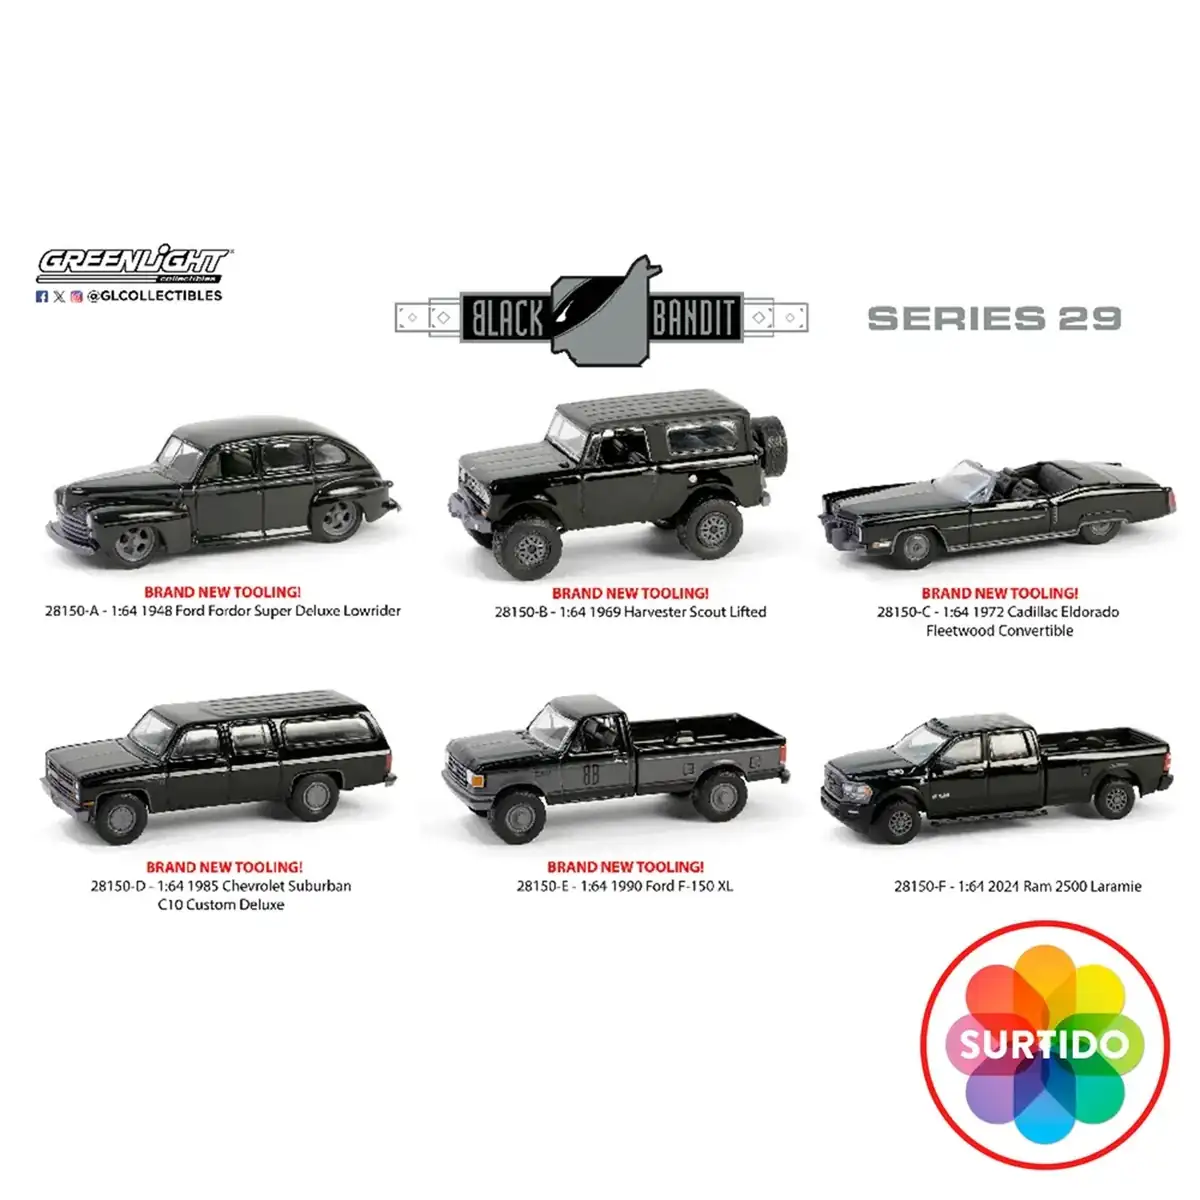 GREENLIGHT
collectibles
@GLCOLLECTIBLES
BLACK BANDIT
SERIES 29
BRAND NEW TOOLING!
28150-A - 1:64 1948 Ford Fordor Super Deluxe Lowrider
BRAND NEW TOOLING!
28150-B - 1:64 1969 Harvester Scout Lifted
BRAND NEW TOOLING!
28150-C - 1:64 1972 Cadillac Eldorado
Fleetwood Convertible
BRAND NEW TOOLING!
28150-D - 1:64 1985 Chevrolet Suburban
C10 Custom Deluxe
BRAND NEW TOOLING!
28150-E - 1:64 1990 Ford F-150 XL
28150-F - 1:64 2024 Ram 2500 Laramie
SURTIDO